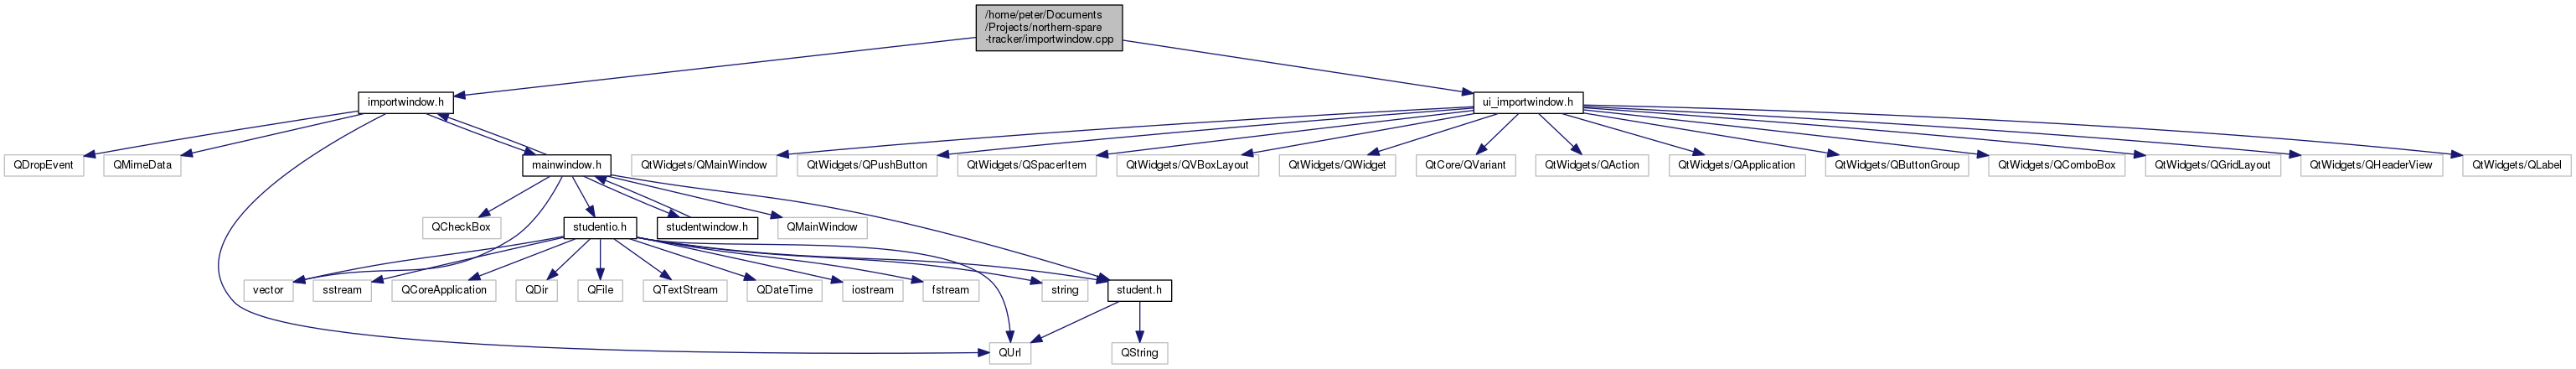 /home/peter/Documents
/Projects/northern-spare
-tracker/importwindow.cpp
importwindow.h
ui_importwindow.h
QDropEvent
QMimeData
mainwindow.h
QtWidgets/QMainWindow
QtWidgets/QPushButton
QtWidgets/QSpacerItem
QtWidgets/QVBoxLayout
QtWidgets/QWidget
QtCore/QVariant
QtWidgets/QAction
QtWidgets/QApplication
QtWidgets/QButtonGroup
QtWidgets/QComboBox
QtWidgets/QGridLayout
QtWidgets/QHeaderView
QtWidgets/QLabel
QCheckBox
studentio.h
studentwindow.h
QMainWindow
vector
sstream
QCoreApplication
QDir
QFile
QTextStream
QDateTime
iostream
fstream
string
student.h
QUrl
QString